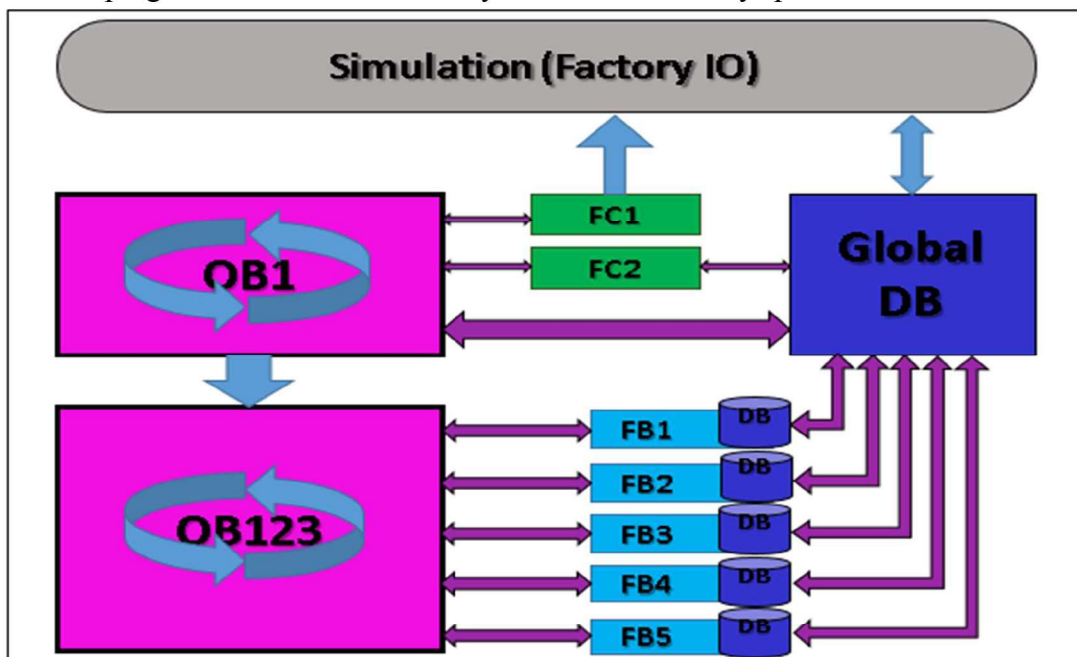 Simulation (Factory IO)
OB1
FC1
FC2
Global
DB
OB123
FB1
DB
FB2
DB
FB3
DB
FB4
DB
FB5
DB